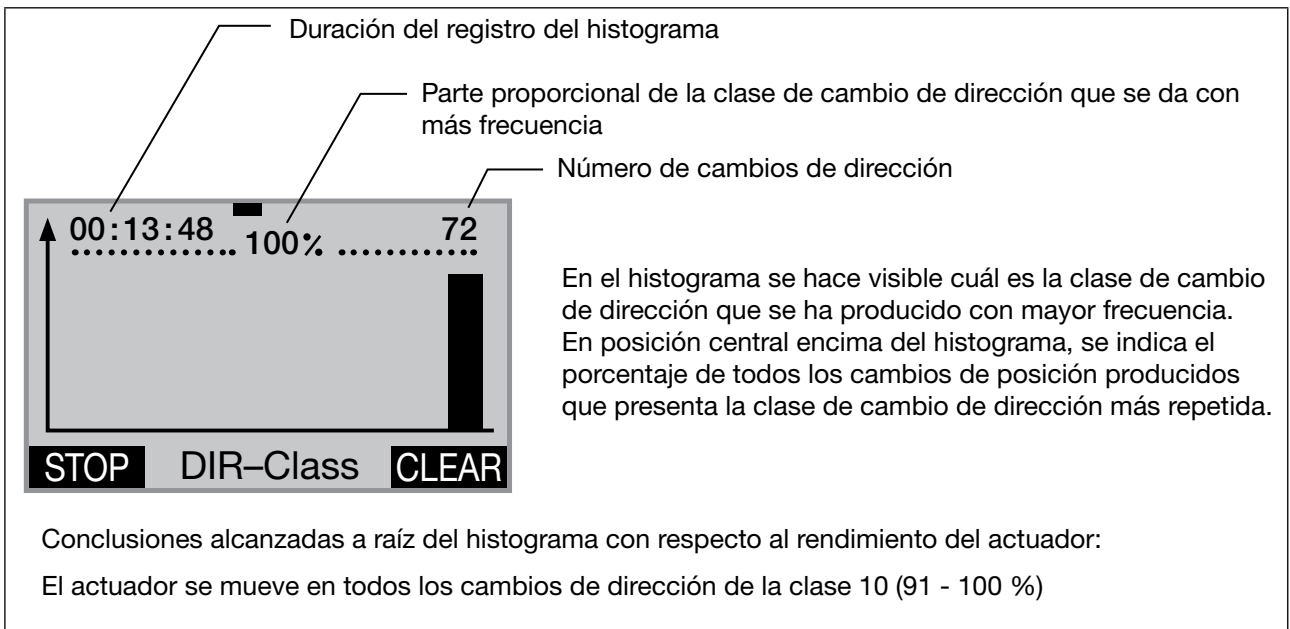 Duración del registro del histograma
Parte proporcional de la clase de cambio de dirección que se da con
más frecuencia
Número de cambios de dirección
00:13:48
100%
72
En el histograma se hace visible cuál es la clase de cambio
de dirección que se ha producido con mayor frecuencia.
En posición central encima del histograma, se indica el
porcentaje de todos los cambios de posición producidos
que presenta la clase de cambio de dirección más repetida.
STOP DIR–Class CLEAR
Conclusiones alcanzadas a raíz del histograma con respecto al rendimiento del actuador:
El actuador se mueve en todos los cambios de dirección de la clase 10 (91 - 100 %)